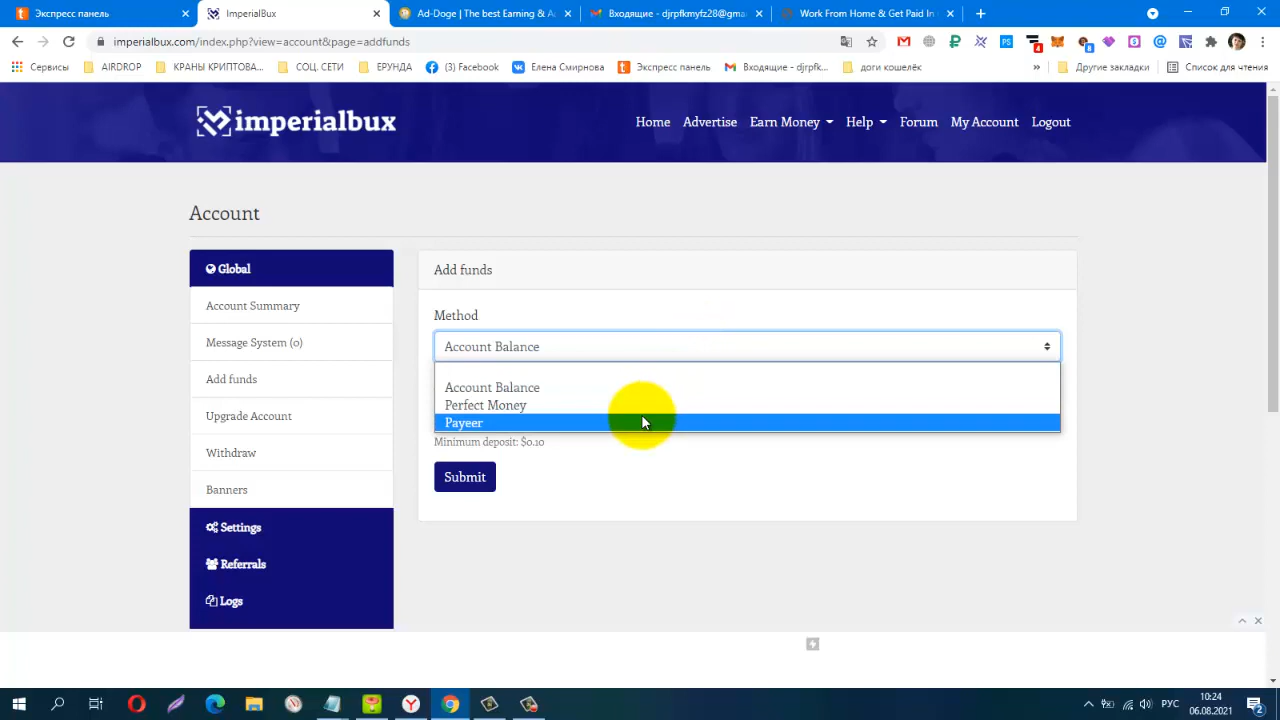 Экспресс панель
ImperialBux
Ad-Doge | The best Earning & A
Входящие - djrpfkmyfz28@gma
Work From Home & Get Paid In
imperialbux.com/index.php?view=account&page=addfunds
Сервисы
AIRDROP
КРАНЫ КРИПТОВА...
СОЦ. СЕТИ
ЕРУНДА
(3) Facebook
Елена Смирнова
Экспресс панель
Входящие - djrpfk...
доги кошелёк
»
Другие закладки
Список для чтения
imperialbux
Home
Advertise
Earn Money
Help
Forum
My Account
Logout
Account
Global
Account Summary
Message System (0)
Add funds
Upgrade Account
Withdraw
Banners
Settings
Referrals
Logs
Add funds
Method
Account Balance
Account Balance
Perfect Money
Payeer
Minimum deposit: $0.10
Submit
РУС
10:24
06.08.2021